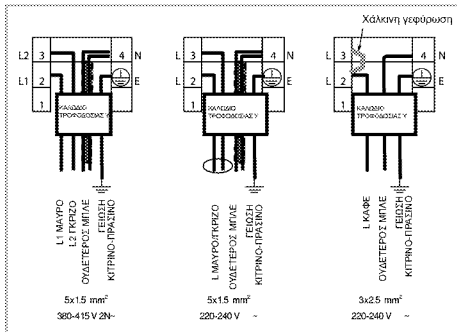 Χάλκινη γεφύρωση
L2 3 4 N
L1 2 E
1
ΚΑΛΩΔΙΟ
ΤΡΟΦΟΔΟΣΙΑΣ Υ
L1 ΜΑΥΡΟ
L2 ΓΚΡΙΖΟ
ΟΥΔΕΤΕΡΟΣ ΜΠΛΕ
ΓΕΙΩΣΗ
ΚΙΤΡΙΝΟ-ΠΡΑΣΙΝΟ
5x1.5 mm²
380-415 V 2N~
L 3 4 N
L 2 E
1
ΚΑΛΩΔΙΟ
ΤΡΟΦΟΔΟΣΙΑΣ Υ
L ΜΑΥΡΟ/ΓΚΡΙΖΟ
ΟΥΔΕΤΕΡΟΣ ΜΠΛΕ
ΓΕΙΩΣΗ
ΚΙΤΡΙΝΟ-ΠΡΑΣΙΝΟ
5x1.5 mm²
220-240 V ~
L 3 4 N
L 2 E
1
ΚΑΛΩΔΙΟ
ΤΡΟΦΟΔΟΣΙΑΣ Υ
L ΚΑΦΕ
ΟΥΔΕΤΕΡΟΣ ΜΠΛΕ
ΓΕΙΩΣΗ
ΚΙΤΡΙΝΟ-ΠΡΑΣΙΝΟ
3x2.5 mm²
220-240 V ~